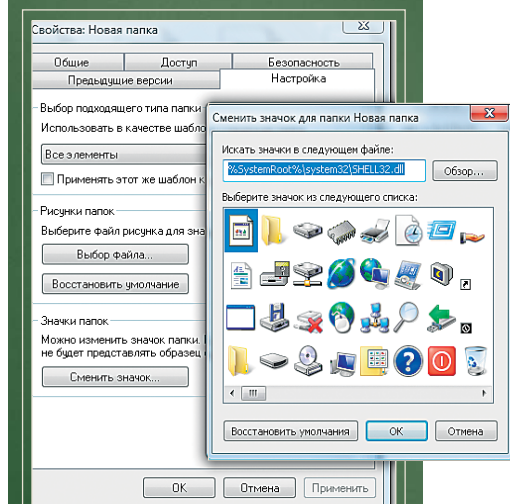 Свойства: Новая папка
Общие
Доступ
Безопасность
Предыдущие версии
Настройка
Выбор подходящего типа папки
Использовать в качестве шабло
Все элементы
Применять этот же шаблон к
Рисунки папок
Выберите файл рисунка для зна
Выбор файла...
Восстановить умолчание
Значки папок
Можно изменить значок папки.
не будет представлять образец
Сменить значок...
ОК
Отмена
Применить
Сменить значок для папки Новая папка
Искать значки в следующем файле:
%SystemRoot%\system32\SHELL32.dll
Обзор...
Выберите значок из следующего списка:
Восстановить умолчания
ОК
Отмена